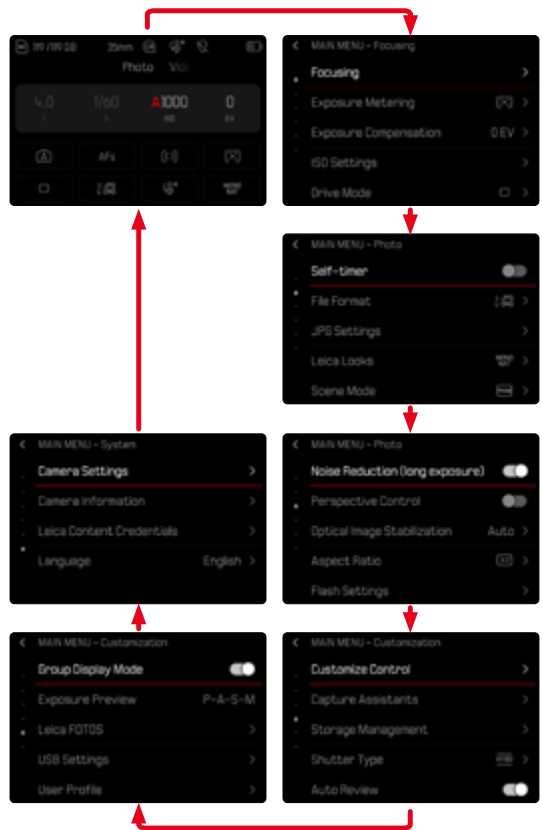 119 /119 GB 35mm
Photo
4.0 1/60 A1000 0
F S ISO EV
AFs
MAIN MENU – Focusing
Focusing
Exposure Metering
Exposure Compensation 0 EV
ISO Settings
Drive Mode
MAIN MENU – Photo
Self-timer
File Format
JPG Settings
Leica Looks
Scene Mode
MAIN MENU – Photo
Noise Reduction (long exposure)
Perspective Control
Optical Image Stabilization Auto
Aspect Ratio
Flash Settings
MAIN MENU – Customization
Customize Control
Capture Assistants
Storage Management
Shutter Type
Auto Review
MAIN MENU – Customization
Group Display Mode
Exposure Preview P-A-S-M
Leica FOTOS
USB Settings
User Profile
MAIN MENU – System
Camera Settings
Camera Information
Leica Content Credentials
Language English